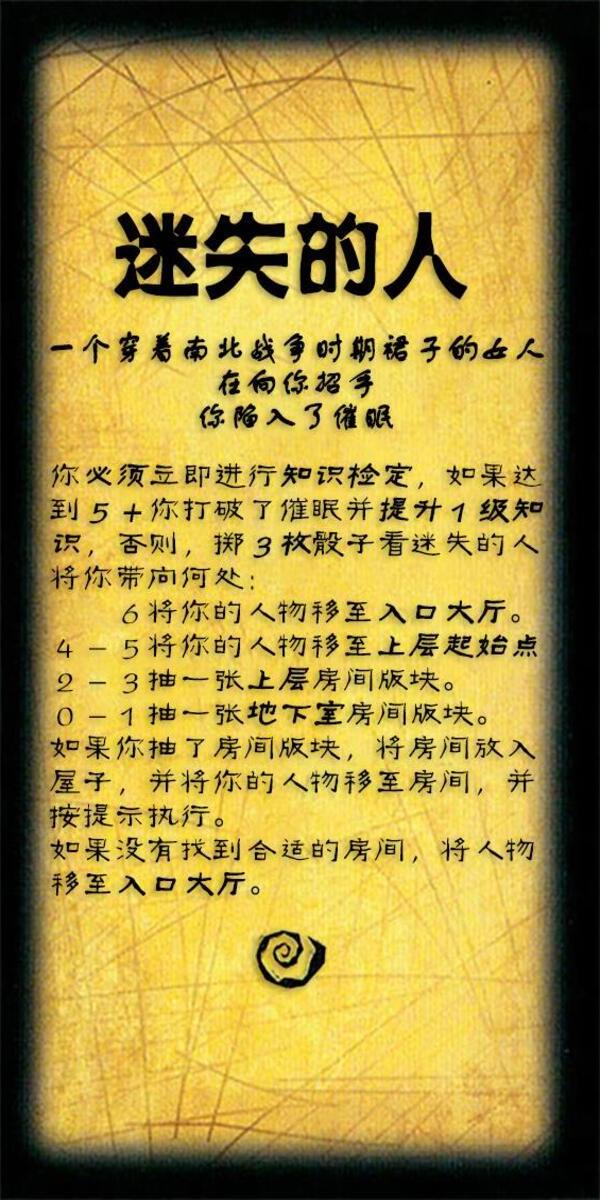 迷失的人
一个穿着南北战争时期裙子的女人
在向你招手
你陷入了催眠
你必须立即进行知识检定，如果达
到5+你打破了催眠并提升1级知
识，否则，掷3枚骰子看迷失的人
将你带向何处：
6将你的人物移至入口大厅。
4－5将你的人物移至上层起始点
2－3抽一张上层房间版块。
0－1抽一张地下室房间版块。
如果你抽了房间版块，将房间放入
屋子，并将你的人物移至房间，并
按提示执行。
如果没有找到合适的房间，将人物
移至入口大厅。